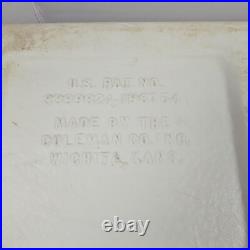 U.S. PAT NO.
MADE BY THE
COLEMAN CO. INC.
WICHITA, KANS.